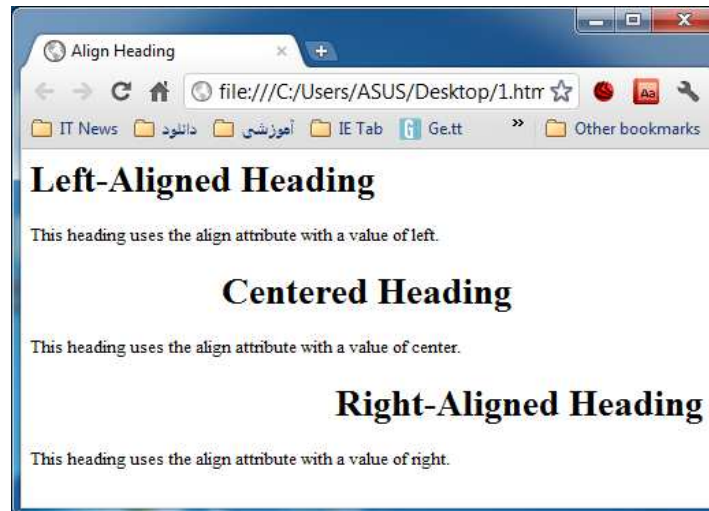 Align Heading
file:///C:/Users/ASUS/Desktop/1.htm
IT News دانلود آموزشی IE Tab Ge.tt » Other bookmarks
Left-Aligned Heading
This heading uses the align attribute with a value of left.
Centered Heading
This heading uses the align attribute with a value of center.
Right-Aligned Heading
This heading uses the align attribute with a value of right.